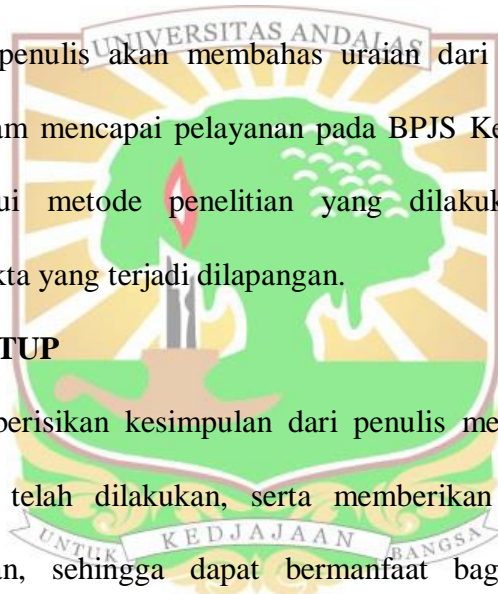 UNIVERSITAS ANDALAS
penulis akan membahas uraian dari
am mencapai pelayanan pada BPJS Ke
ui metode penelitian yang dilakuk
kta yang terjadi dilapangan.
TUP
berisikan kesimpulan dari penulis me
telah dilakukan, serta memberikan
UNTUK KEDJAJAAN BANGSA
an, sehingga dapat bermanfaat bag